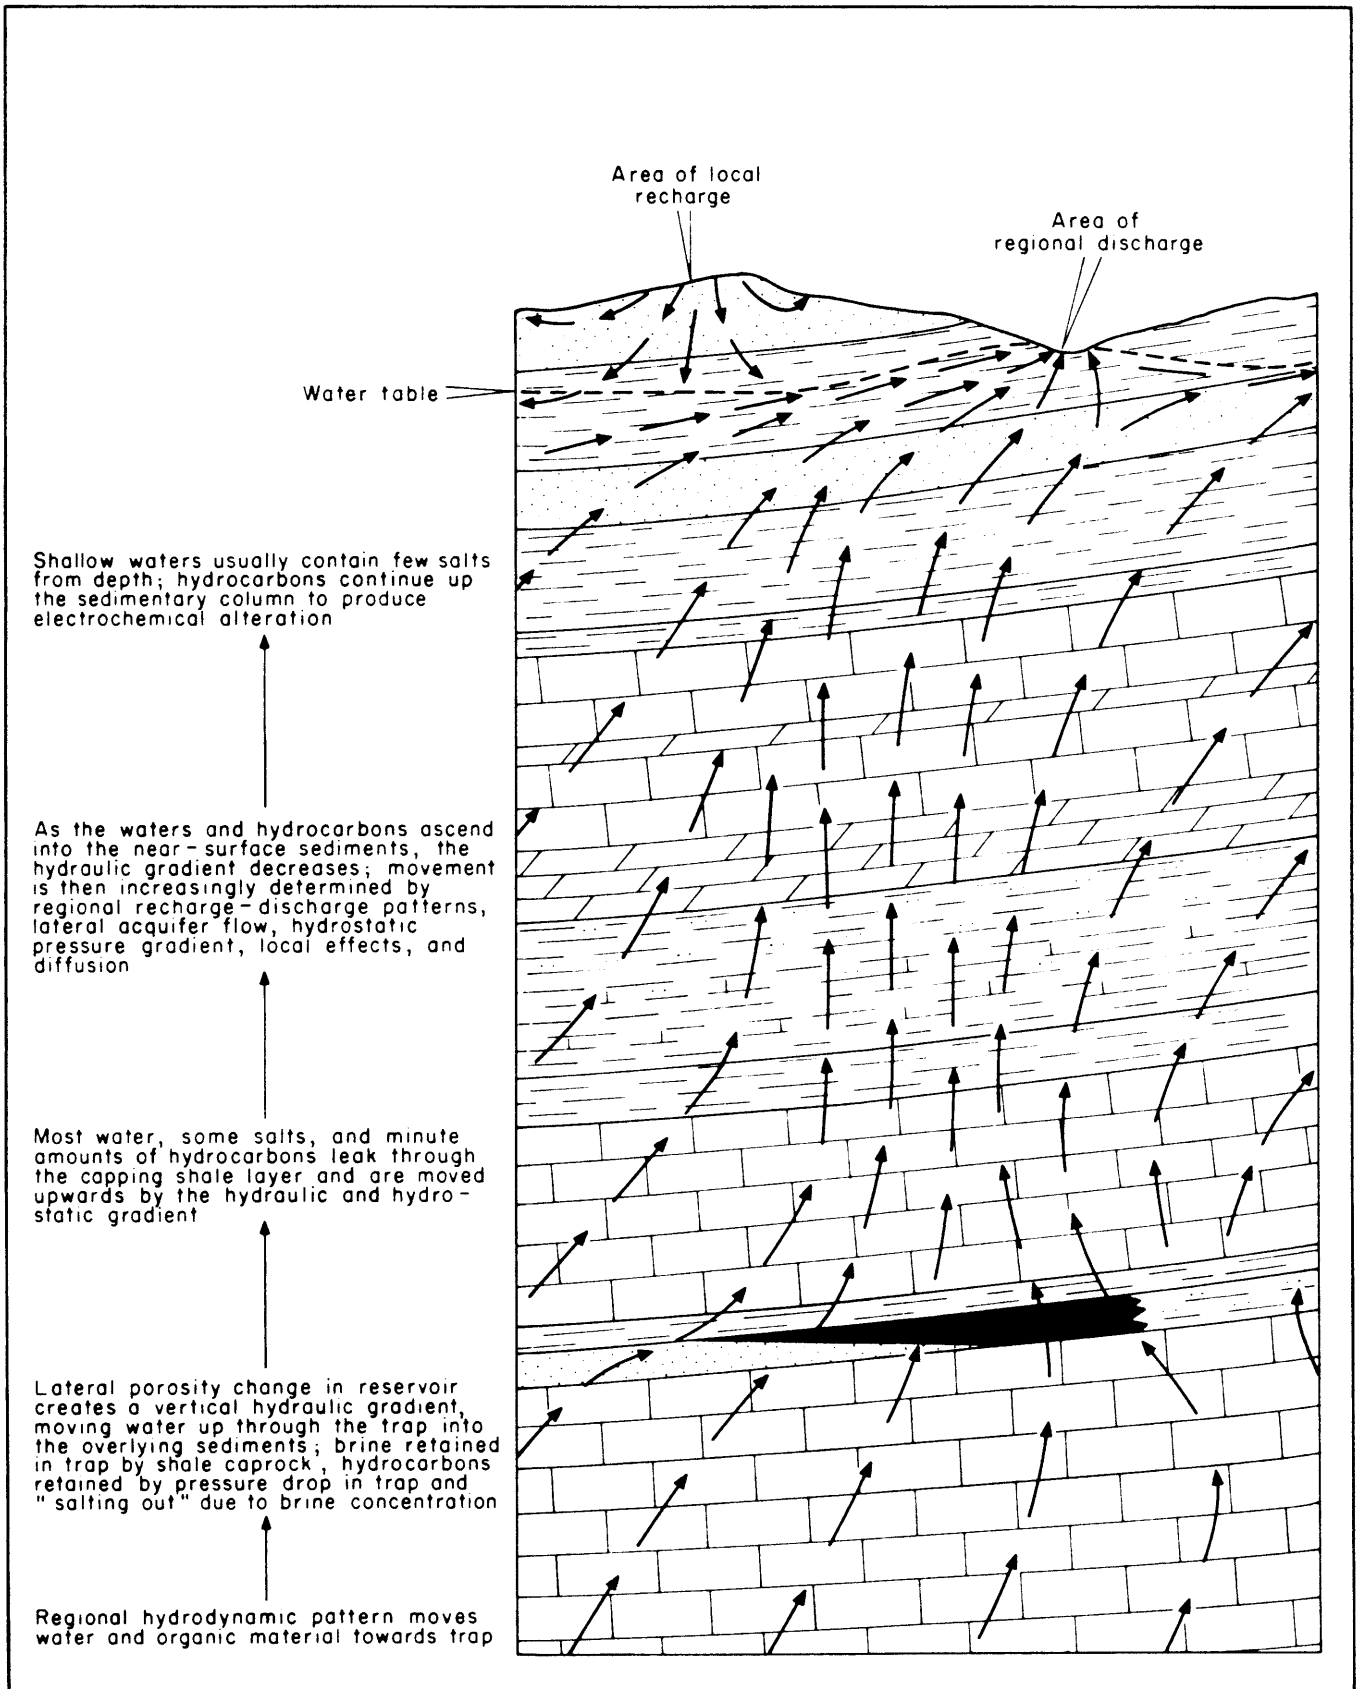 Area of local
recharge
Area of
regional discharge
Water table
Shallow waters usually contain few salts
from depth; hydrocarbons continue up
the sedimentary column to produce
electrochemical alteration
As the waters and hydrocarbons ascend
into the near-surface sediments, the
hydraulic gradient decreases; movement
is then increasingly determined by
regional recharge-discharge patterns,
lateral acquifer flow, hydrostatic
pressure gradient, local effects, and
diffusion
Most water, some salts, and minute
amounts of hydrocarbons leak through
the capping shale layer and are moved
upwards by the hydraulic and hydro-
static gradient
Lateral porosity change in reservoir
creates a vertical hydraulic gradient,
moving water up through the trap into
the overlying sediments; brine retained
in trap by shale caprock, hydrocarbons
retained by pressure drop in trap and
"salting out" due to brine concentration
Regional hydrodynamic pattern moves
water and organic material towards trap